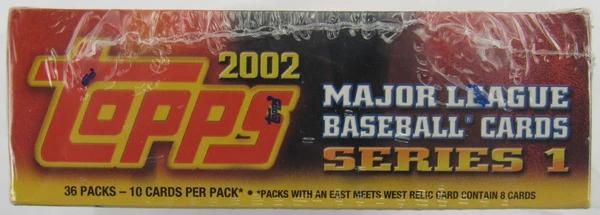 2002
Topps
MAJOR LEAGUE
BASEBALL® CARDS
SERIES 1
36 PACKS – 10 CARDS PER PACK* • *PACKS WITH AN EAST MEETS WEST RELIC CARD CONTAIN 8 CARDS